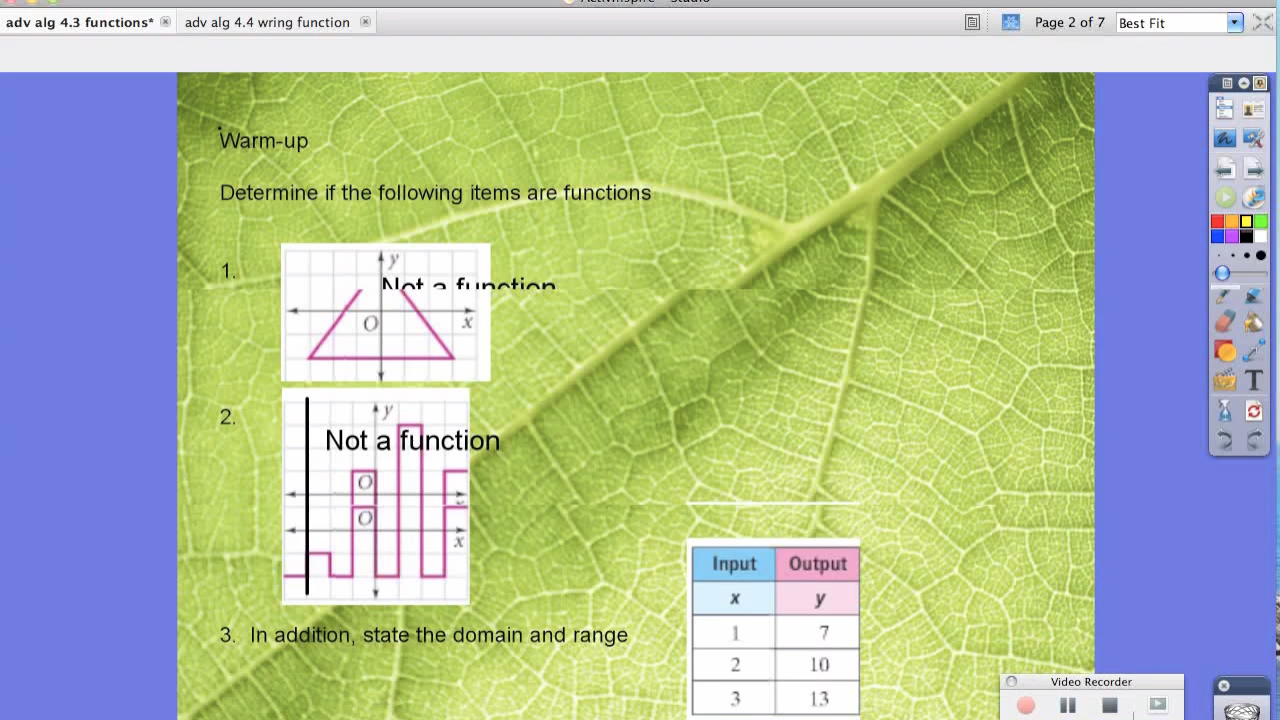 adv alg 4.3 functions*
adv alg 4.4 wring function
Page 2 of 7
Best Fit
Warm-up
Determine if the following items are functions
1.
y
Not a function
O
x
2.
y
Not a function
O
O
x
3. In addition, state the domain and range
Input Output
x y
1 7
2 10
3 13
T
Video Recorder